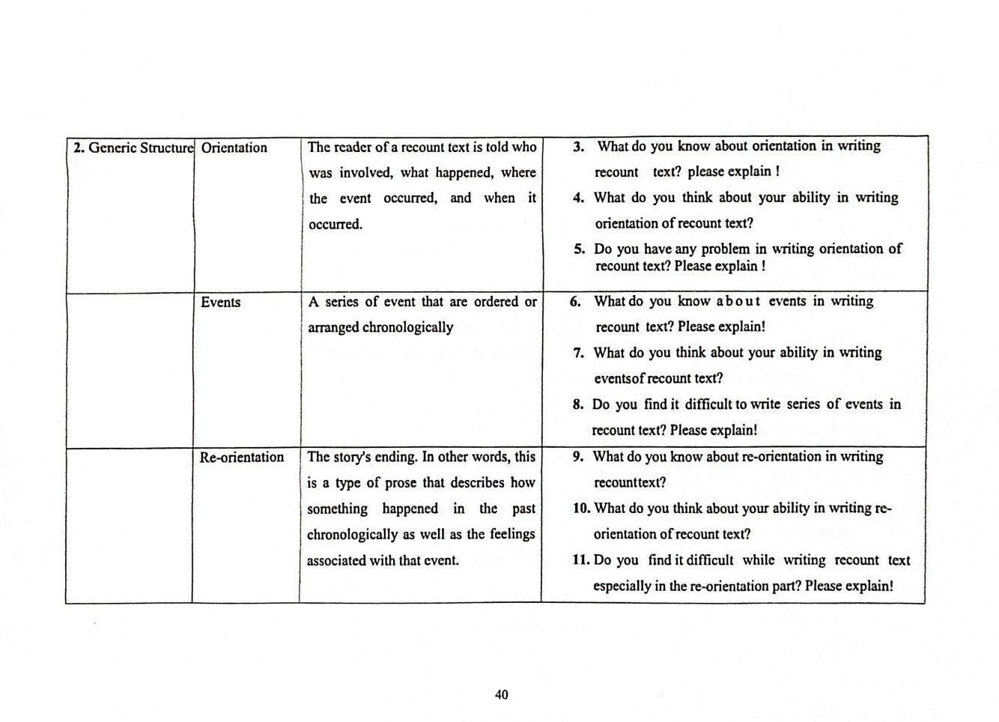 2. Generic Structure
Orientation
The reader of a recount text is told who
was involved, what happened, where
the event occurred, and when it
occurred.
3. What do you know about orientation in writing
recount text? please explain !
4. What do you think about your ability in writing
orientation of recount text?
5. Do you have any problem in writing orientation of
recount text? Please explain !
Events
A series of event that are ordered or
arranged chronologically
6. What do you know about events in writing
recount text? Please explain!
7. What do you think about your ability in writing
eventsof recount text?
8. Do you find it difficult to write series of events in
recount text? Please explain!
Re-orientation
The story's ending. In other words, this
is a type of prose that describes how
something happened in the past
chronologically as well as the feelings
associated with that event.
9. What do you know about re-orientation in writing
recounttext?
10. What do you think about your ability in writing re-
orientation of recount text?
11. Do you find it difficult while writing recount text
especially in the re-orientation part? Please explain!
40